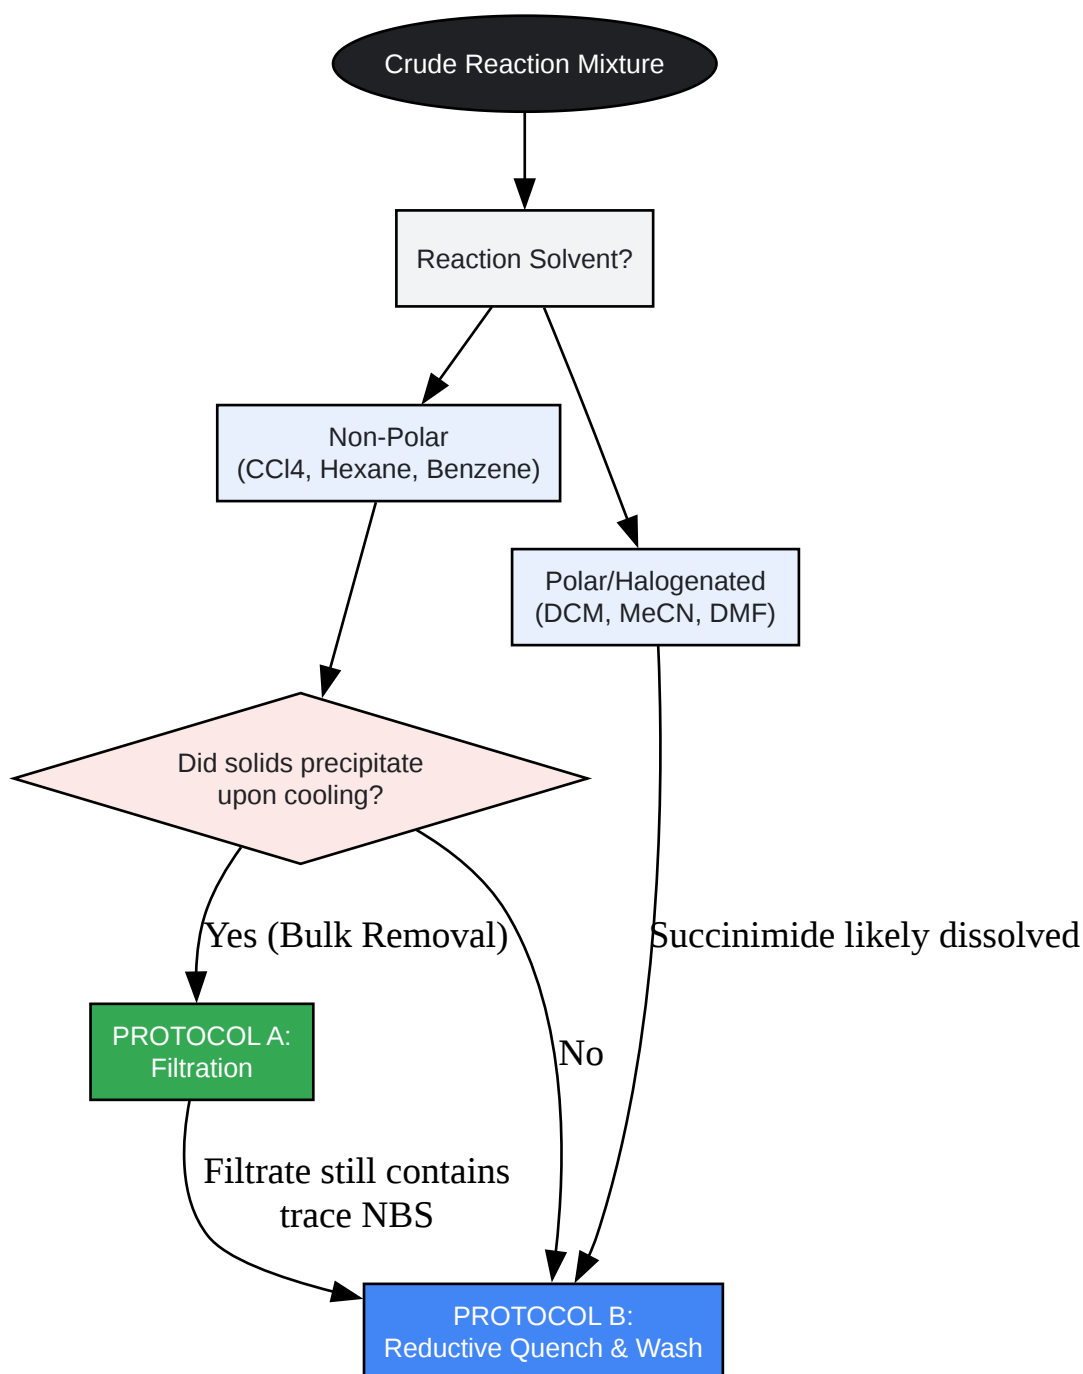 Crude Reaction Mixture
Reaction Solvent?
Non-Polar
(CCl4, Hexane, Benzene)
Polar/Halogenated
(DCM, MeCN, DMF)
Did solids precipitate
upon cooling?
Yes (Bulk Removal)
Succinimide likely dissolved
PROTOCOL A:
Filtration
No
Filtrate still contains
trace NBS
PROTOCOL B:
Reductive Quench & Wash